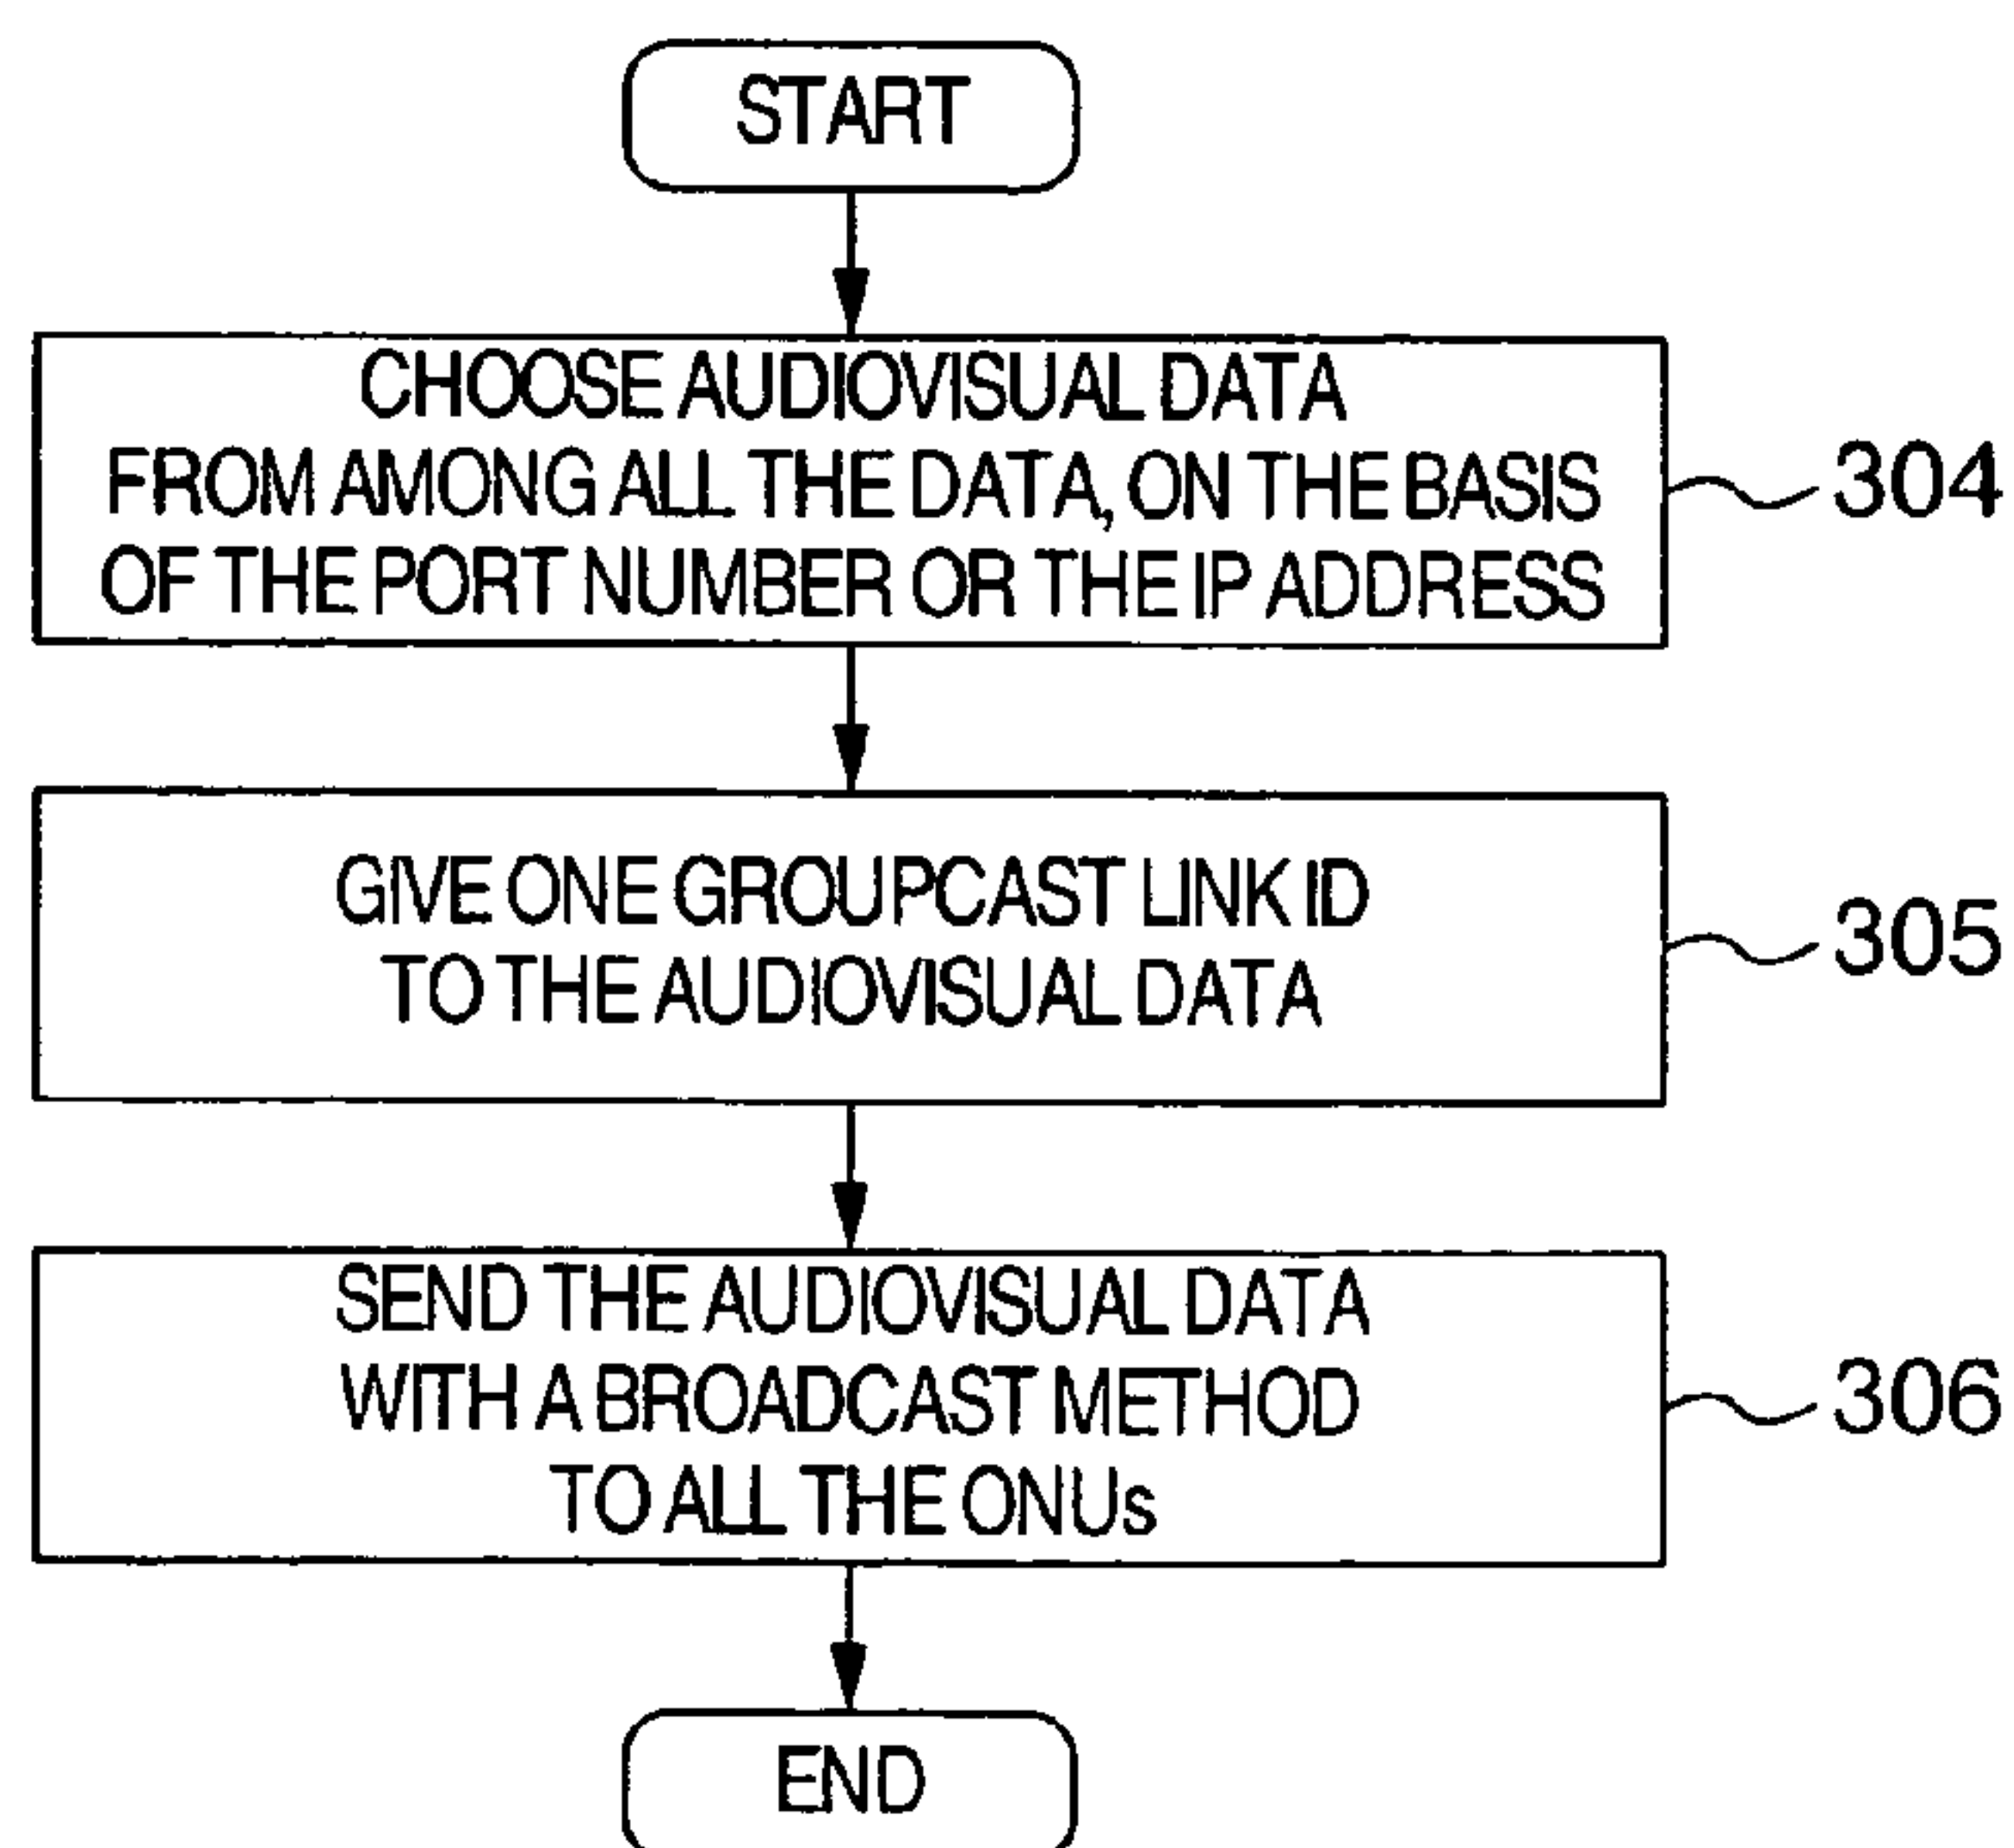 START
CHOOSE AUDIOVISUAL DATA
FROM AMONG ALL THE DATA, ON THE BASIS
OF THE PORT NUMBER OR THE IP ADDRESS
304
GIVE ONE GROUPCAST LINK ID
TO THE AUDIOVISUAL DATA
305
SEND THE AUDIOVISUAL DATA
WITH A BROADCAST METHOD
TO ALL THE ONUs
306
END